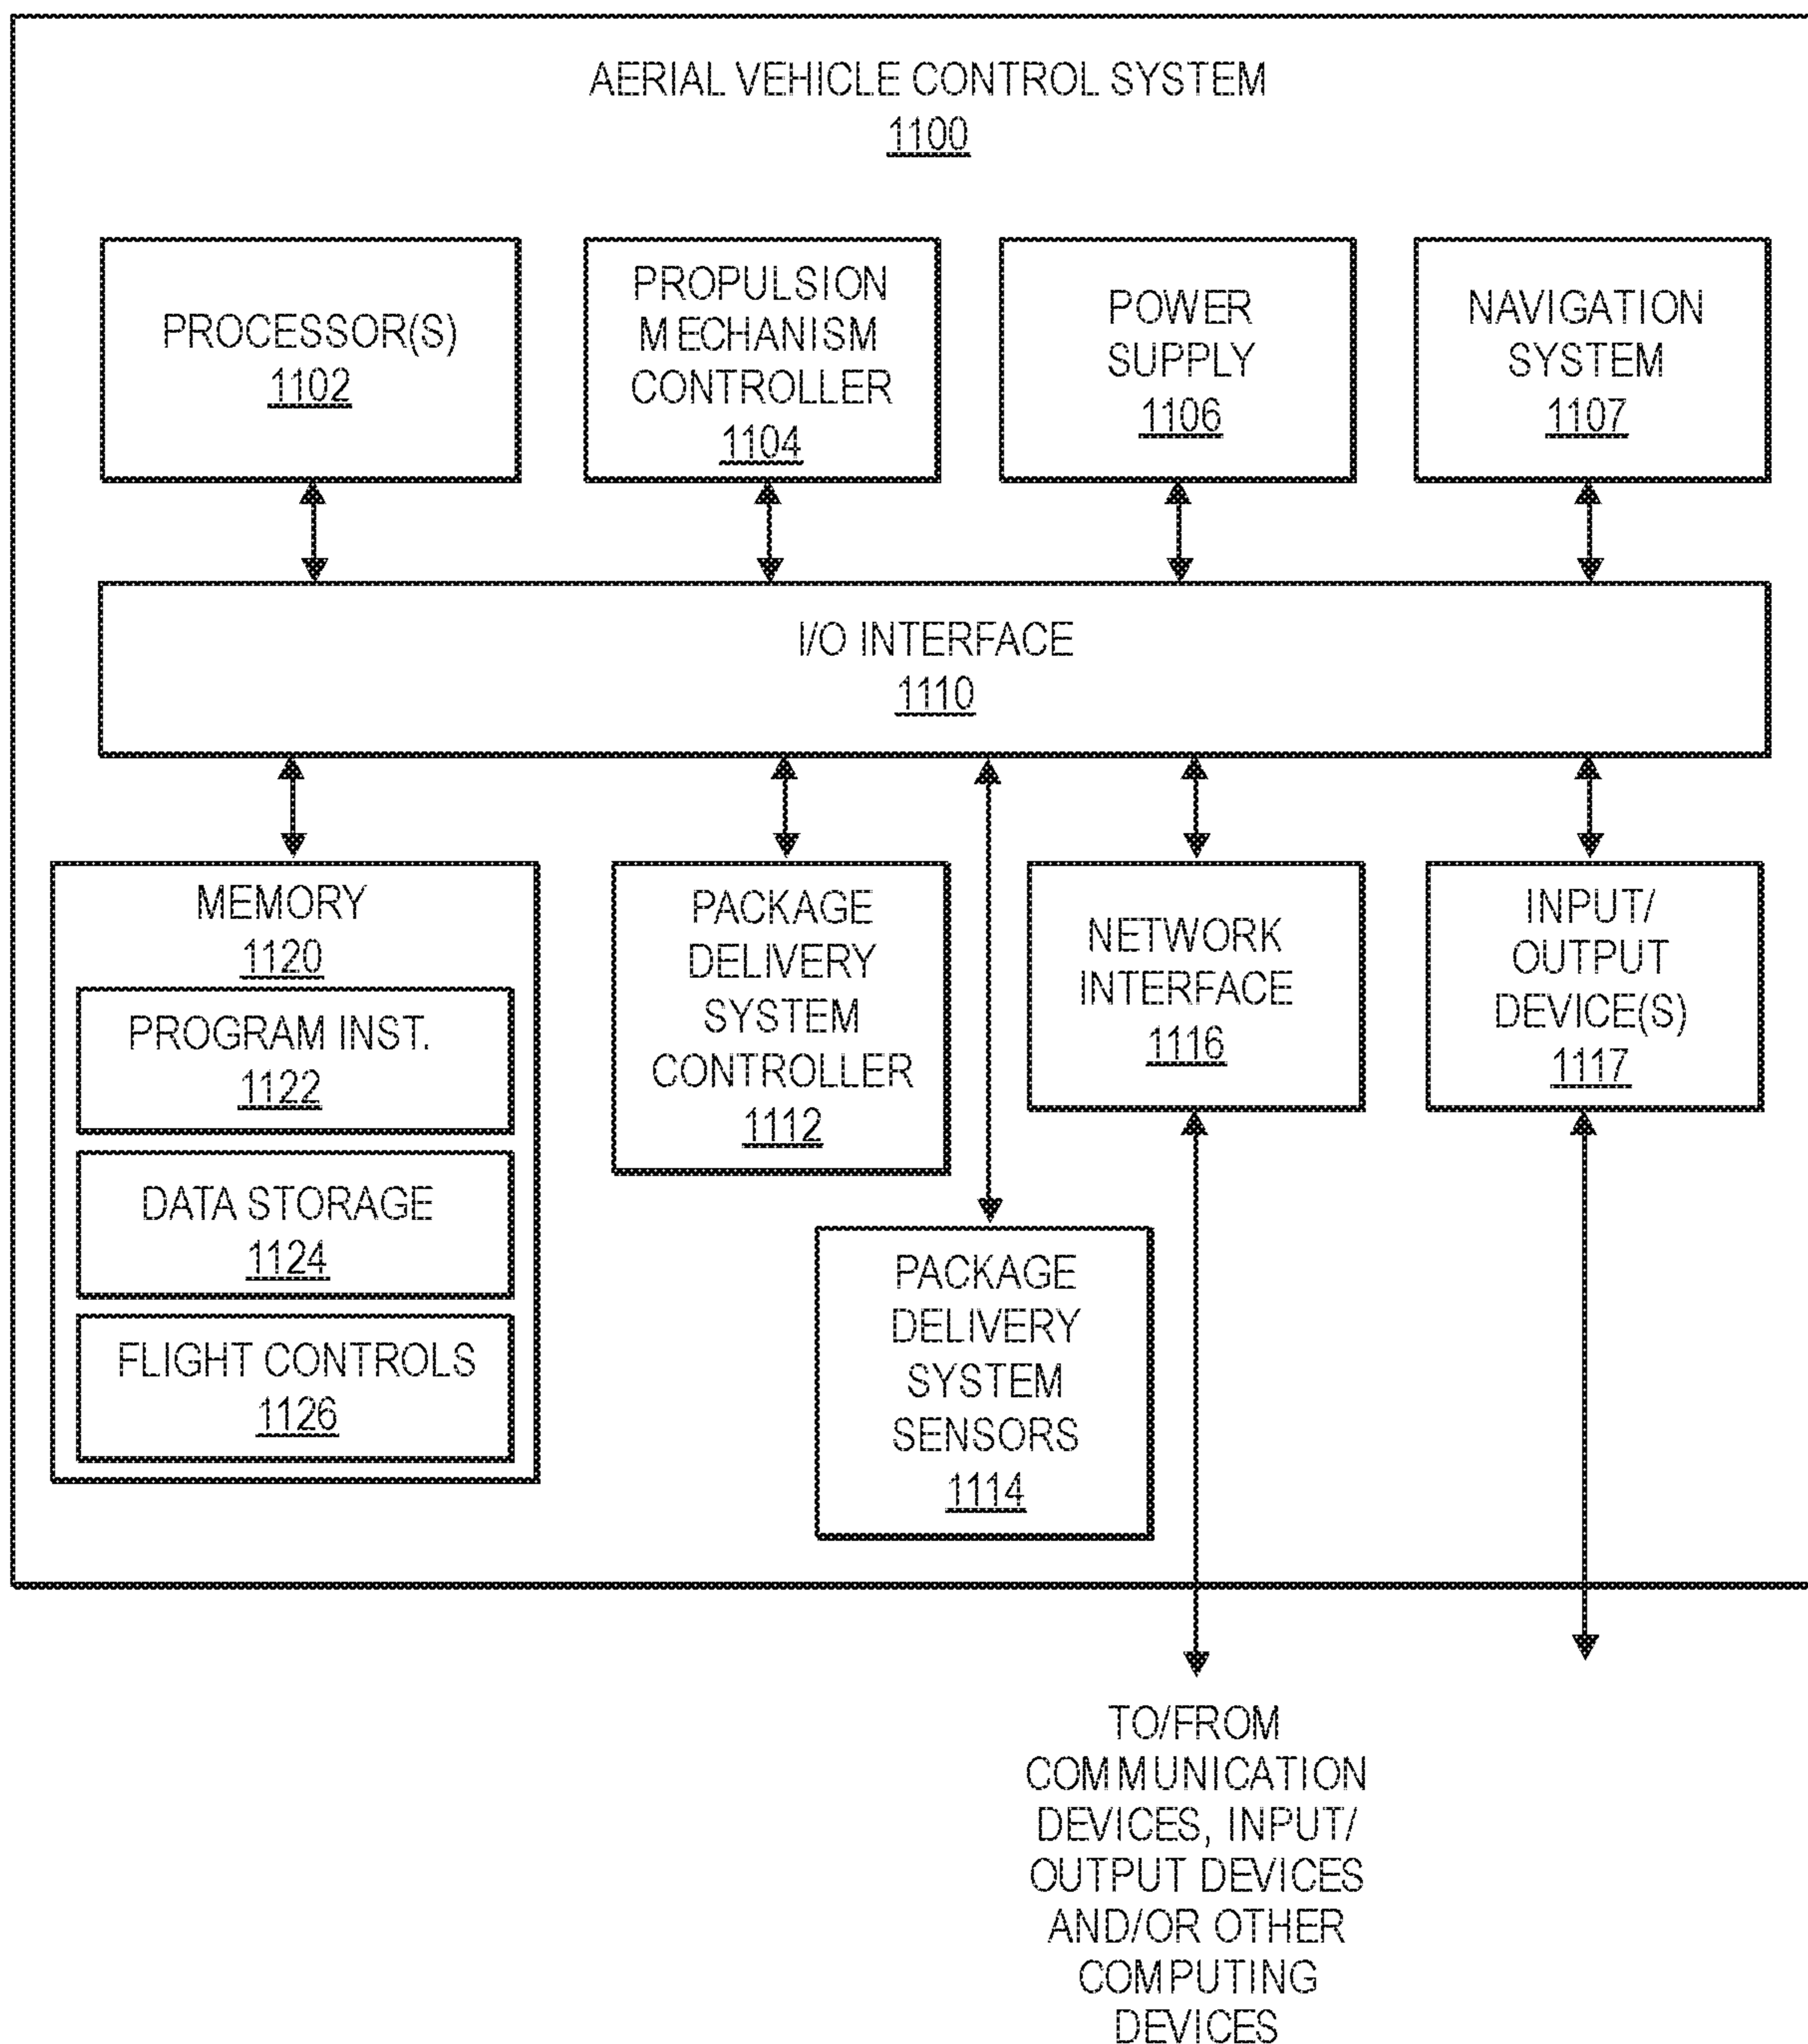 AERIAL VEHICLE CONTROL SYSTEM
1100
PROCESSOR(S)
1102
PROPULSION
MECHANISM
CONTROLLER
1104
POWER
SUPPLY
1106
NAVIGATION
SYSTEM
1107
I/O INTERFACE
1110
MEMORY
1120
PROGRAM INST.
1122
DATA STORAGE
1124
FLIGHT CONTROLS
1126
PACKAGE
DELIVERY
SYSTEM
CONTROLLER
1112
PACKAGE
DELIVERY
SYSTEM
SENSORS
1114
NETWORK
INTERFACE
1116
INPUT/
OUTPUT
DEVICE(S)
1117
TO/FROM
COMMUNICATION
DEVICES, INPUT/
OUTPUT DEVICES
AND/OR OTHER
COMPUTING
DEVICES